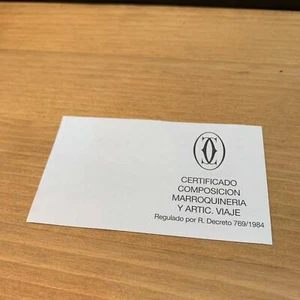 CERTIFICADO
COMPOSICION
MARROQUINERIA
Y ARTIC. VIAJE
Regulado por R. Decreto 769/1984